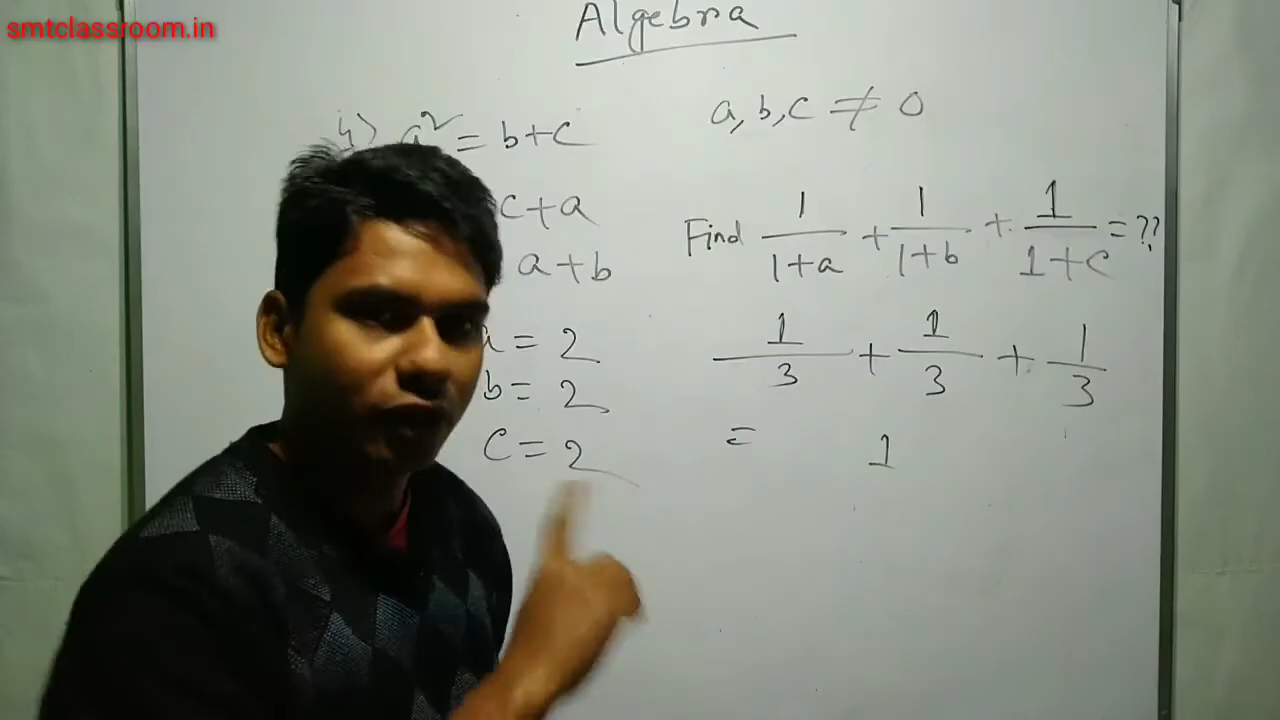 smtclassroom.in
Algebra
4) a² = b+c
a, b, c ≠ 0
c+a
Find 1/(1+a) + 1/(1+b) + 1/(1+c) = ??
a+b
a = 2
1/3 + 1/3 + 1/3
b = 2
c = 2
= 1